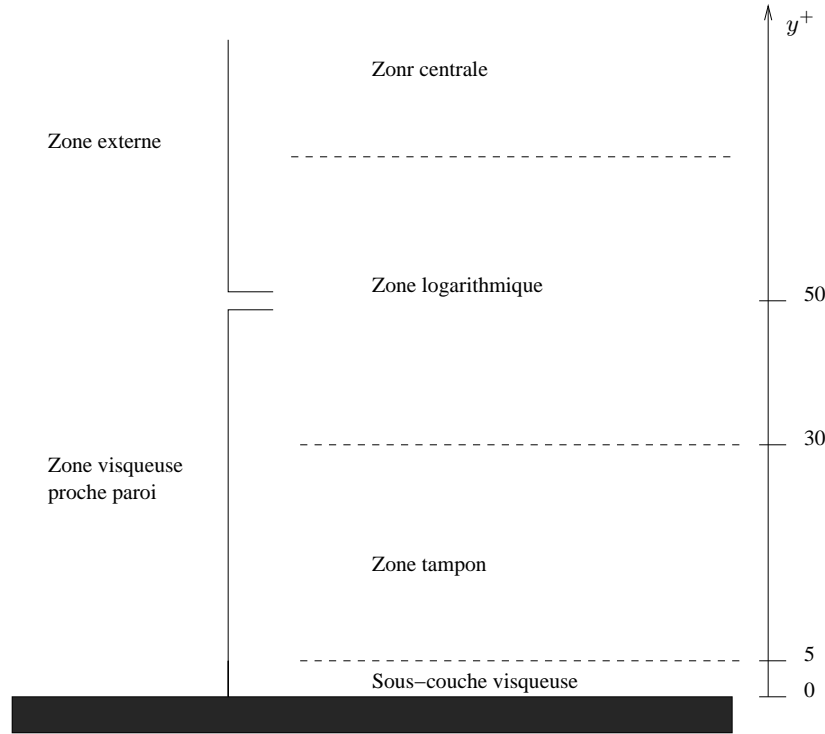 y⁺
Zonr centrale
Zone externe
Zone logarithmique
50
30
Zone visqueuse
proche paroi
Zone tampon
5
Sous−couche visqueuse
0